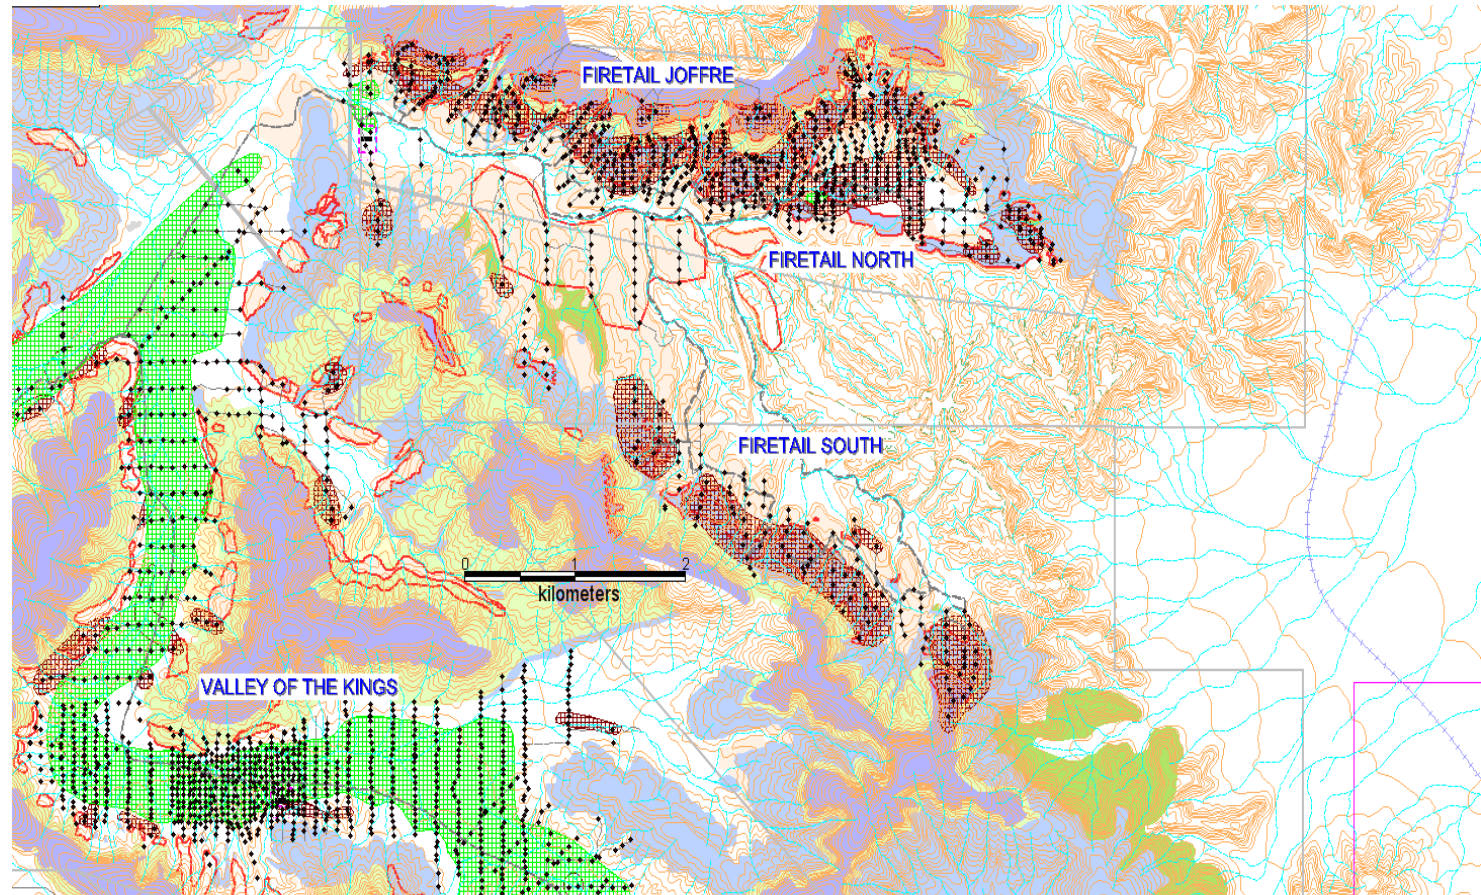 FIRETAIL JOFFRE
FIRETAIL NORTH
FIRETAIL SOUTH
0 1 2
kilometers
VALLEY OF THE KINGS